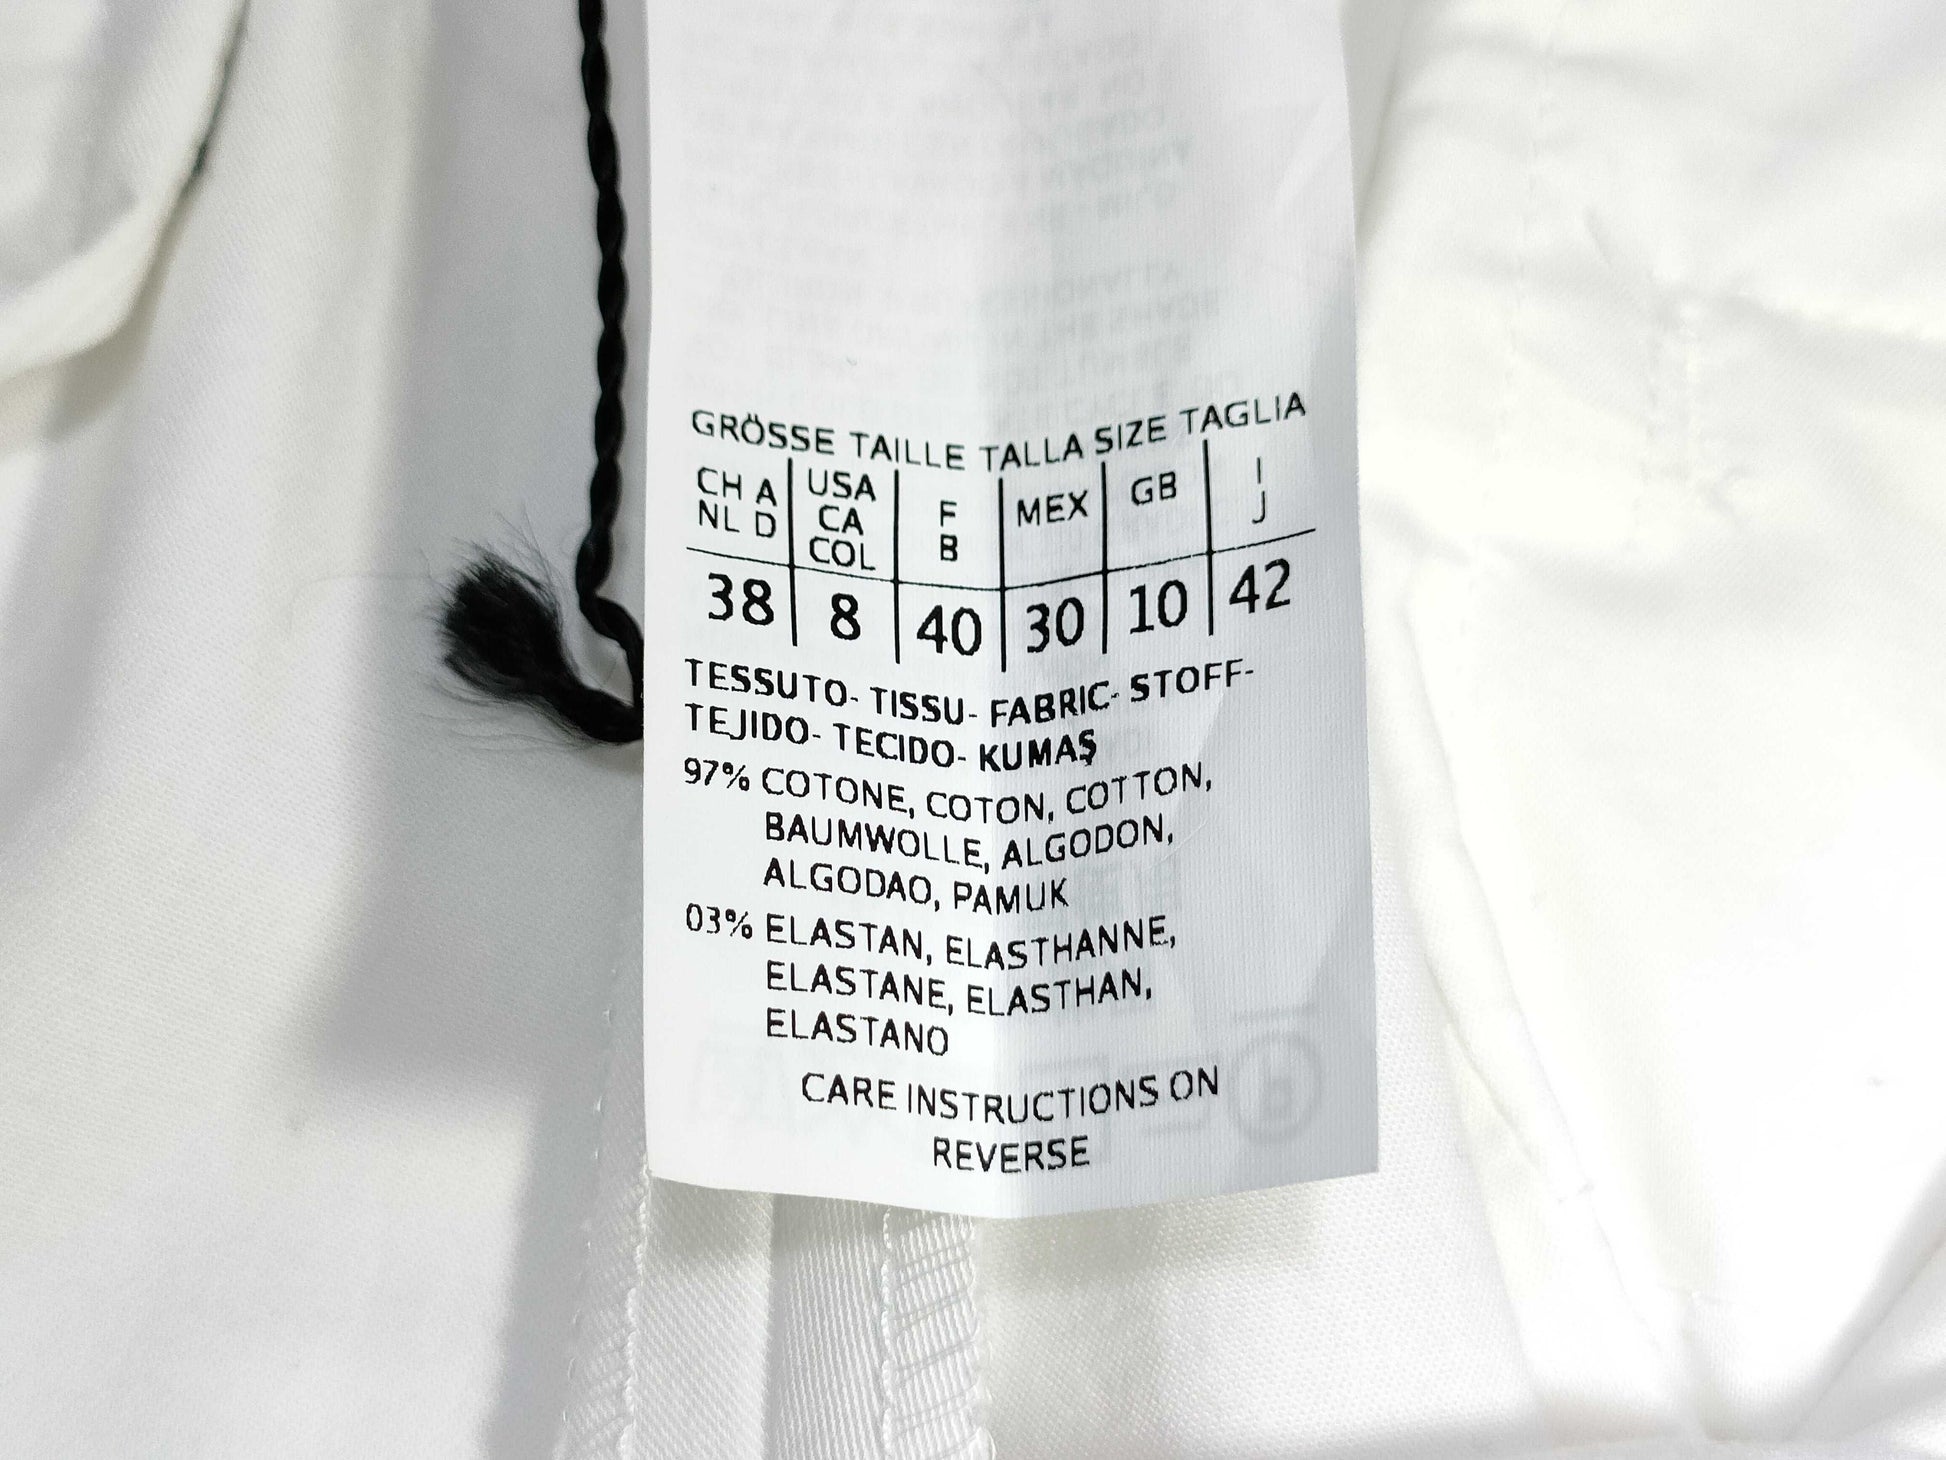 GRÖSSE TAILLE TALLA SIZE TAGLIA
CH A USA F MEX GB I
NL D CA B J
COL
38 8 40 30 10 42
TESSUTO- TISSU- FABRIC- STOFF-
TEJIDO- TECIDO- KUMAŞ
97% COTONE, COTON, COTTON,
BAUMWOLLE, ALGODON,
ALGODAO, PAMUK
03% ELASTAN, ELASTHANNE,
ELASTANE, ELASTHAN,
ELASTANO
CARE INSTRUCTIONS ON
REVERSE